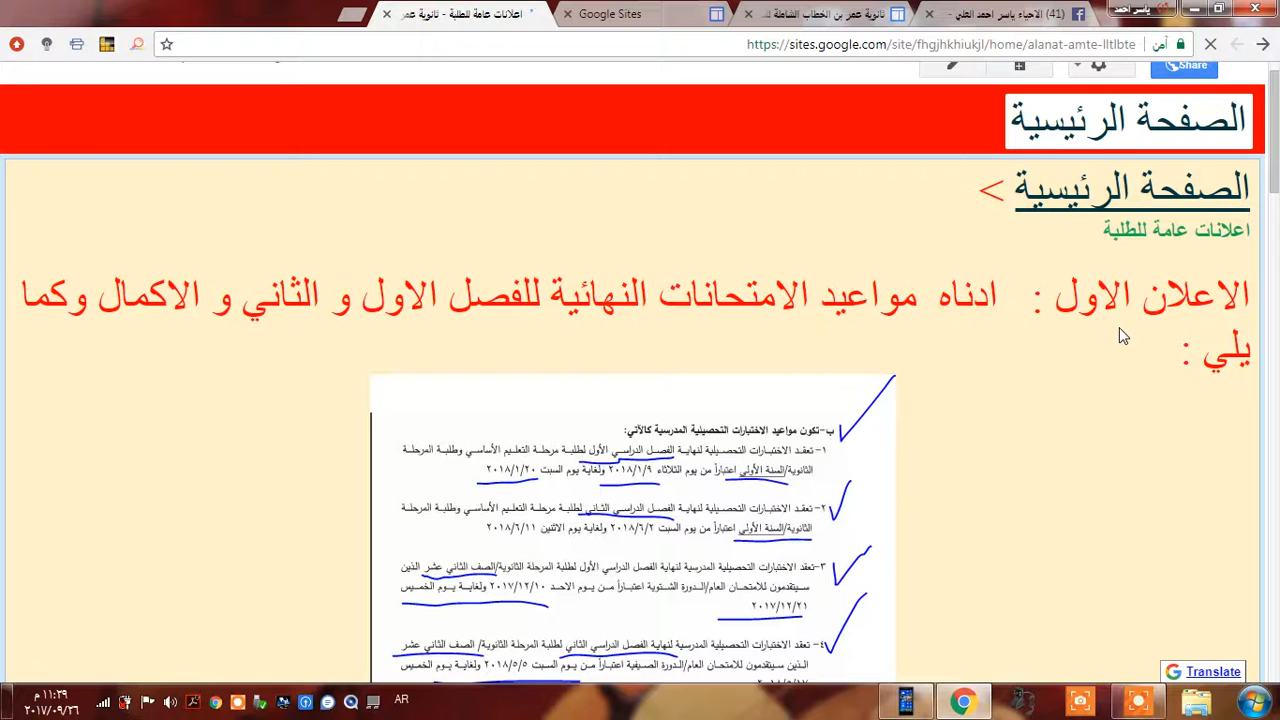 اعلانات عامة للطلبة - ثانوية عمر
Google Sites
ثانوية عمر بن الخطاب الشاملة لل
(41) الاحياء ياسر احمد العلي -
ياسر احمد
https://sites.google.com/site/fhgjhkhiukjl/home/alanat-amte-lltlbte
أمن
Share
الصفحة الرئيسية
الصفحة الرئيسية >
اعلانات عامة للطلبة
الاعلان الاول : ادناه مواعيد الامتحانات النهائية للفصل الاول و الثاني و الاكمال وكما
يلي :
ب-تكون مواعيد الاختبارات التحصيلية المدرسية كالآتي:
١- تعقد الاختبارات التحصيلية لنهاية الفصل الدراسي الأول لطلبة مرحلة التعليم الأساسي وطلبة المرحلة
الثانوية/السنة الأولى اعتباراً من يوم الثلاثاء ٢٠١٨/١/٩ ولغاية يوم السبت ٢٠١٨/١/٢٠
٢- تعقد الاختبارات التحصيلية لنهاية الفصل الدراسي الثاني لطلبة مرحلة التعليم الأساسي وطلبة المرحلة
الثانوية/السنة الأولى اعتباراً من يوم السبت ٢٠١٨/٦/٢ ولغاية يوم الاثنين ٢٠١٨/٦/١١
٣- تعقد الاختبارات التحصيلية المدرسية لنهاية الفصل الدراسي الأول لطلبة المرحلة الثانوية/الصف الثاني عشر الذين
سيتقدمون للامتحان العام/الدورة الشتوية اعتباراً من يوم الاحد ٢٠١٧/١٢/١٠ ولغاية يوم الخميس
٢٠١٧/١٢/٢١
٤- تعقد الاختبارات التحصيلية المدرسية لنهاية الفصل الدراسي الثاني لطلبة المرحلة الثانوية/ الصف الثاني عشر
الذين سيتقدمون للامتحان العام/الدورة الصيفية اعتباراً من يوم السبت ٢٠١٨/٥/٥ ولغاية يوم الخميس
Translate
AR
١١:٢٩ م
٢٠١٧/٠٩/٢٦